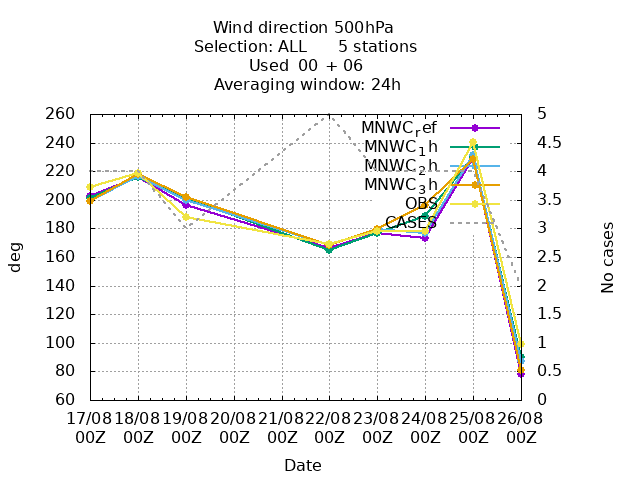 Wind direction 500hPa
Selection: ALL 5 stations
Used 00 + 06
Averaging window: 24h
260 5
240 4.5
220 4
200 3.5
180 3
160 2.5
140 2
120 1.5
100 1
80 0.5
60 0
MNWC_ref
MNWC_1h
MNWC_2h
MNWC_3h
OBS
CASES
deg
No cases
17/08 18/08 19/08 20/08 21/08 22/08 23/08 24/08 25/08 26/08
00Z 00Z 00Z 00Z 00Z 00Z 00Z 00Z 00Z 00Z
Date